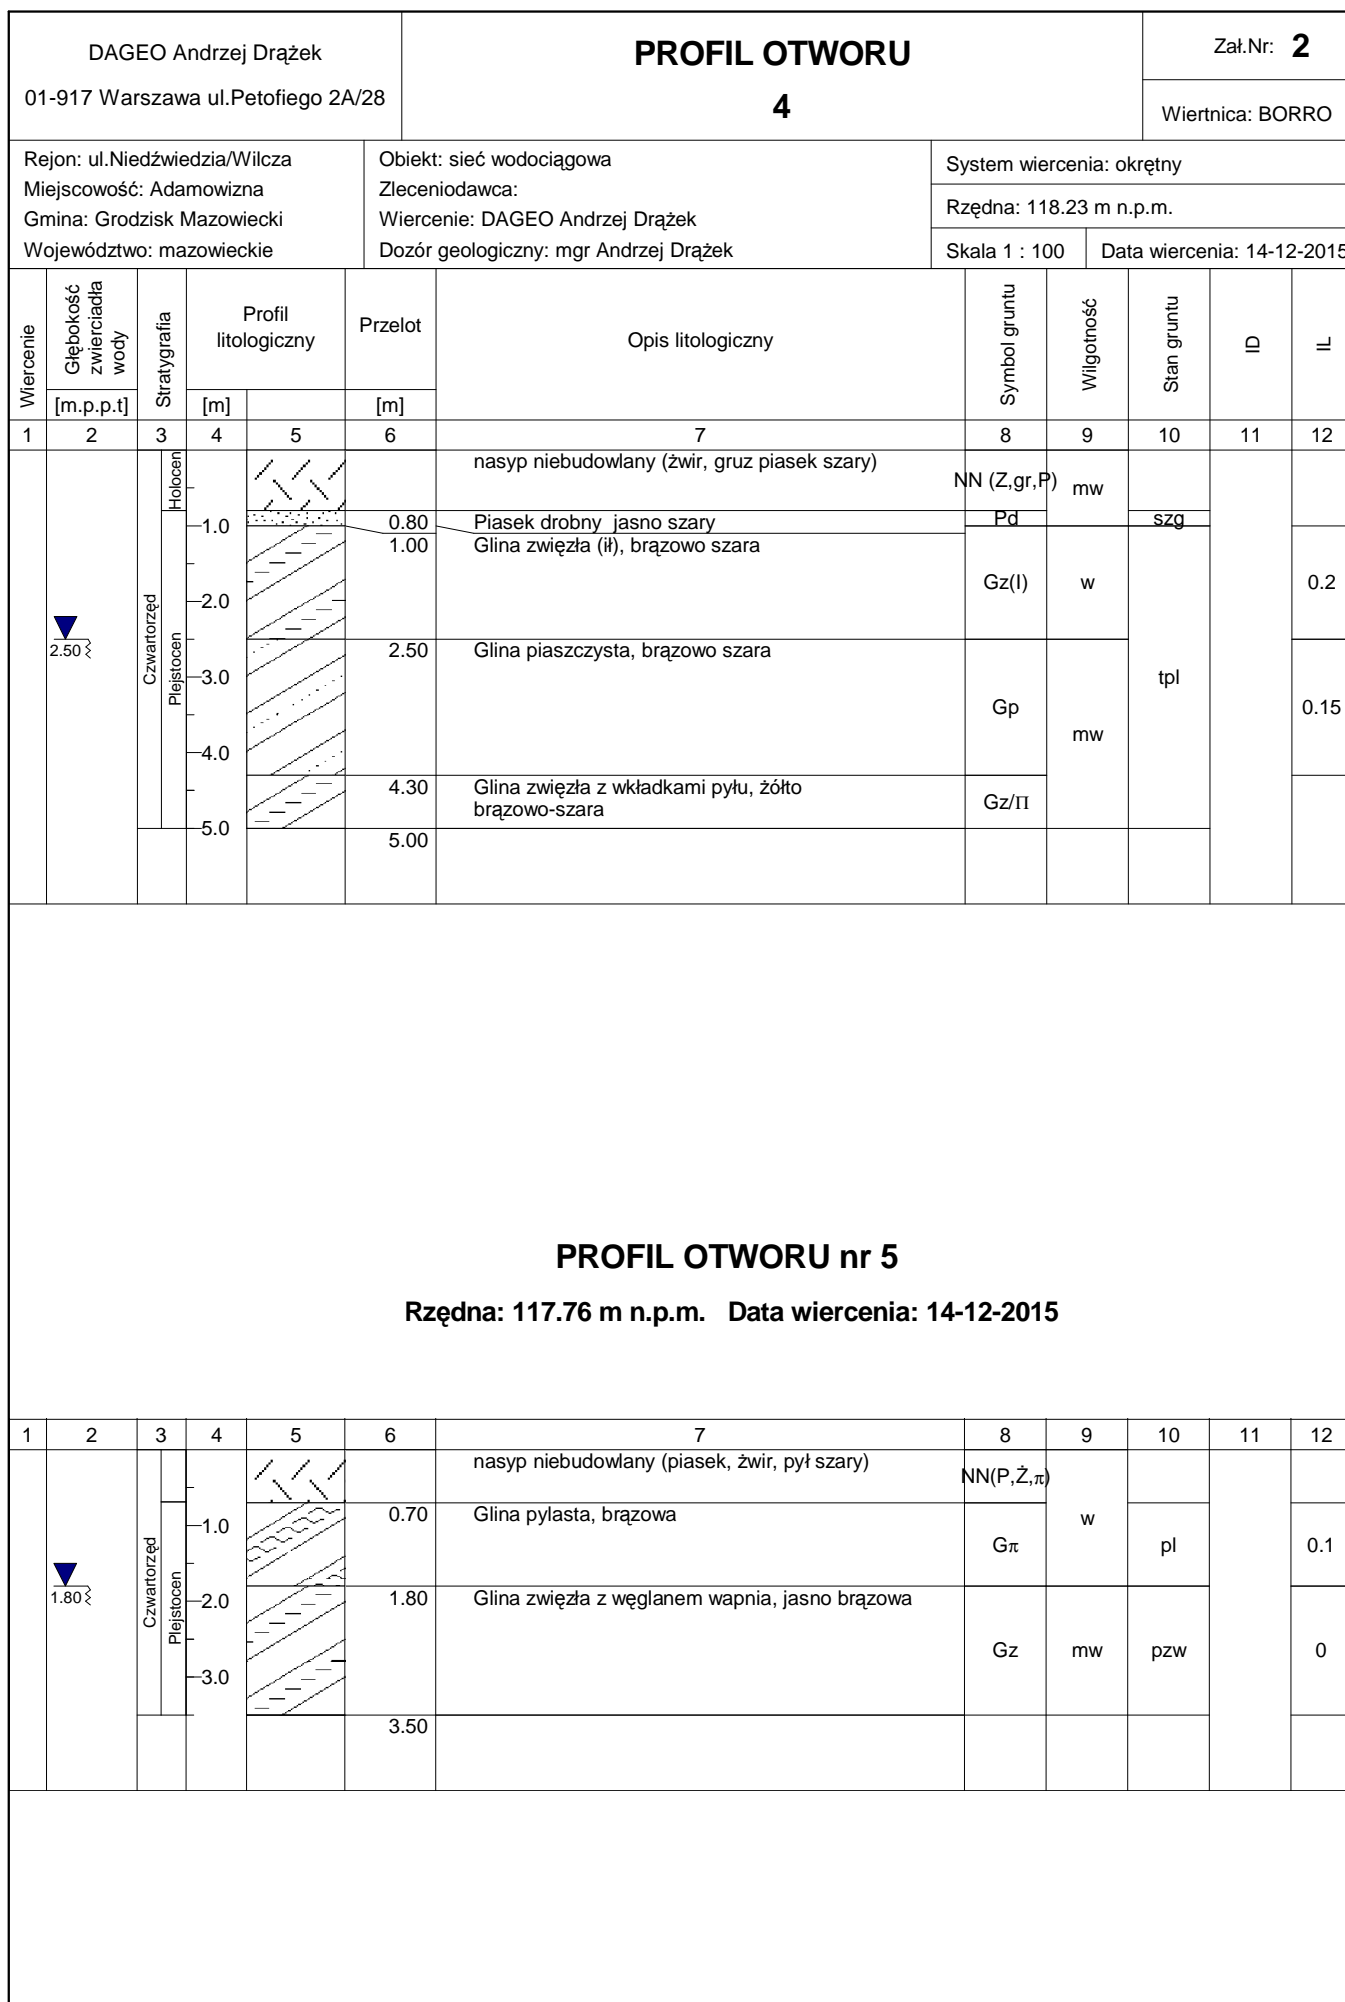 DAGEO Andrzej Drążek
01-917 Warszawa ul.Petofiego 2A/28
PROFIL OTWORU
4
Zał.Nr: 2
Wiertnica: BORRO
Rejon: ul.Niedźwiedzia/Wilcza
Miejscowość: Adamowizna
Gmina: Grodzisk Mazowiecki
Województwo: mazowieckie
Obiekt: sieć wodociągowa
Zleceniodawca:
Wiercenie: DAGEO Andrzej Drążek
Dozór geologiczny: mgr Andrzej Drążek
System wiercenia: okrętny
Rzędna: 118.23 m n.p.m.
Skala 1 : 100
Data wiercenia: 14-12-2015
Wiercenie
Głębokość
zwierciadła
wody
[m.p.p.t]
Stratygrafia
Profil
litologiczny
[m]
Przelot
[m]
Opis litologiczny
Symbol gruntu
Wilgotność
Stan gruntu
ID
IL
1 2 3 4 5 6 7 8 9 10 11 12
Holocen
nasyp niebudowlany (żwir, gruz piasek szary)
NN (Z,gr,P)
mw
1.0
0.80
Piasek drobny jasno szary
Pd
szg
1.00
Glina zwięzła (ił), brązowo szara
Gz(I)
w
0.2
2.0
2.50
Czwartorzęd
Plejstocen
2.50
Glina piaszczysta, brązowo szara
3.0
tpl
Gp
0.15
mw
4.0
4.30
Glina zwięzła z wkładkami pyłu, żółto
brązowo-szara
Gz/Π
5.0
5.00
PROFIL OTWORU nr 5
Rzędna: 117.76 m n.p.m. Data wiercenia: 14-12-2015
1 2 3 4 5 6 7 8 9 10 11 12
nasyp niebudowlany (piasek, żwir, pył szary)
NN(P,Ż,π)
w
0.70
Glina pylasta, brązowa
1.0
Gπ
pl
0.1
1.80
Czwartorzęd
Plejstocen
2.0
1.80
Glina zwięzła z węglanem wapnia, jasno brązowa
Gz
mw
pzw
0
3.0
3.50